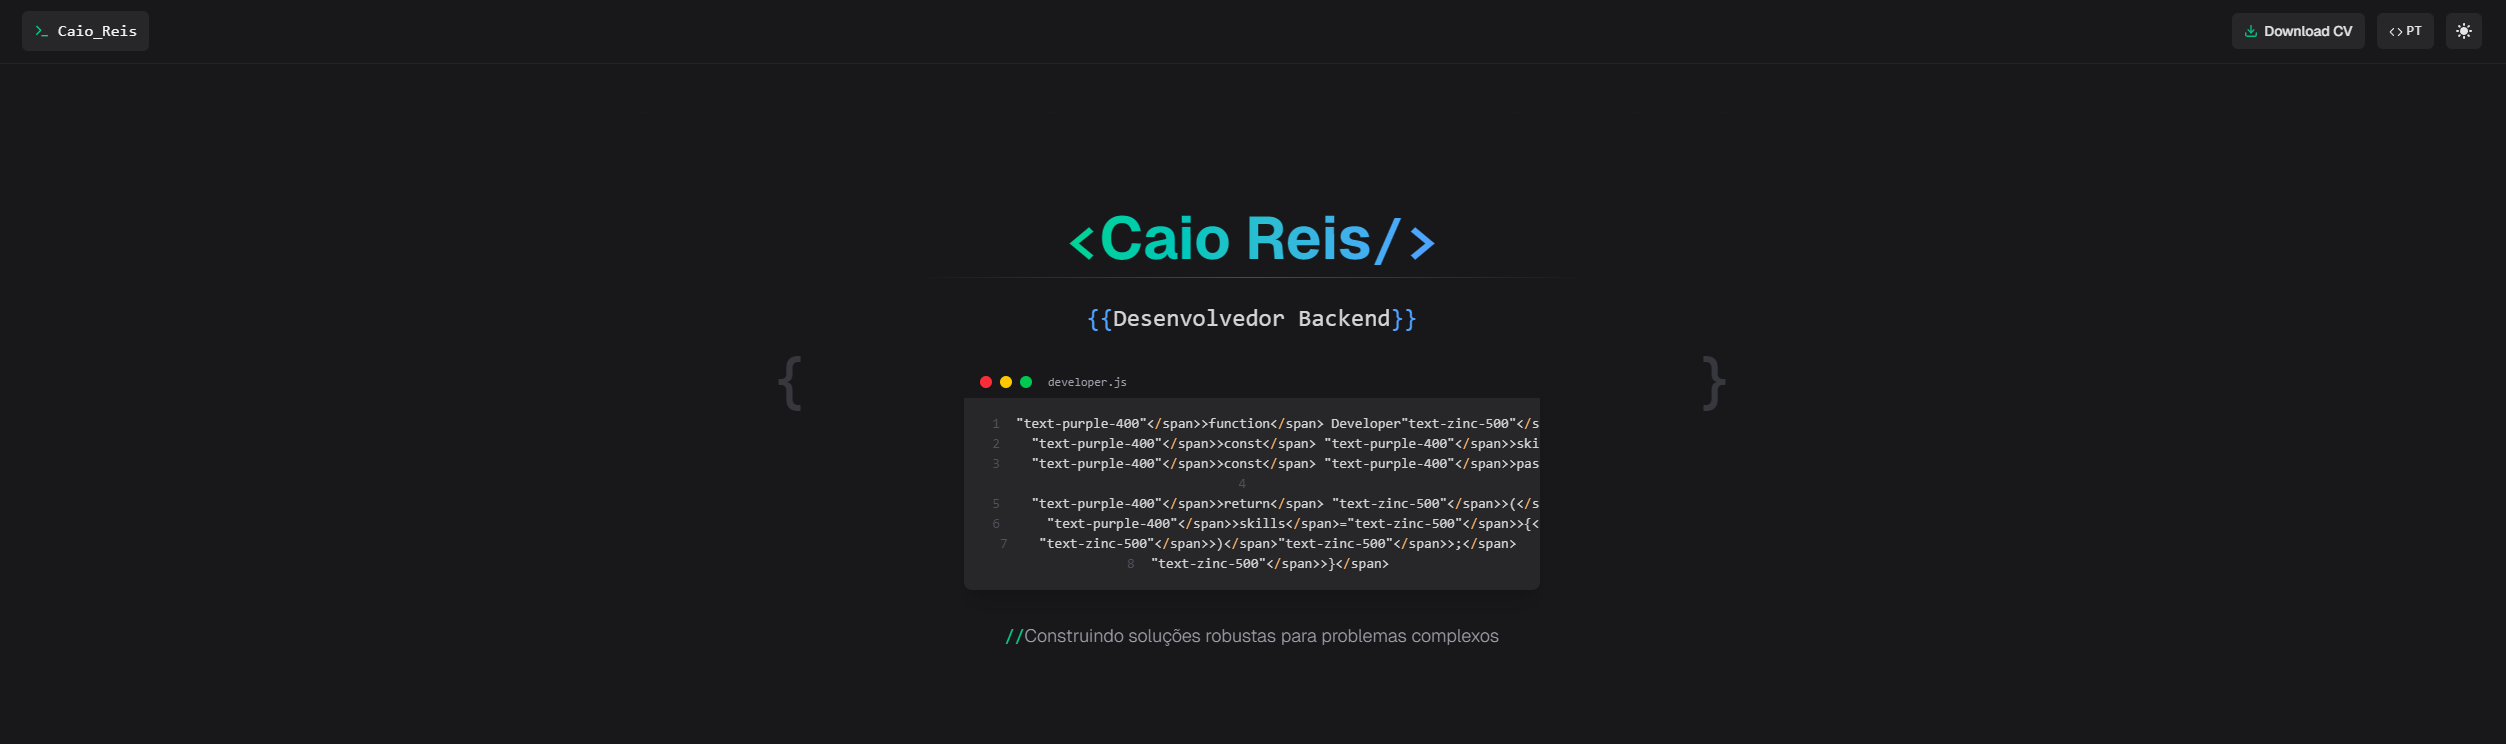 >_ Caio_Reis
Download CV
<> PT
<Caio Reis/>
{{Desenvolvedor Backend}}
{
}
developer.js
1 "text-purple-400"</span>>function</span> Developer"text-zinc-500"</s
2 "text-purple-400"</span>>const</span> "text-purple-400"</span>>ski
3 "text-purple-400"</span>>const</span> "text-purple-400"</span>>pas
4
5 "text-purple-400"</span>>return</span> "text-zinc-500"</span>>(</s
6 "text-purple-400"</span>>skills</span>="text-zinc-500"</span>>{<
7 "text-zinc-500"</span>>)</span>"text-zinc-500"</span>>;</span>
8 "text-zinc-500"</span>>}</span>
//Construindo soluções robustas para problemas complexos